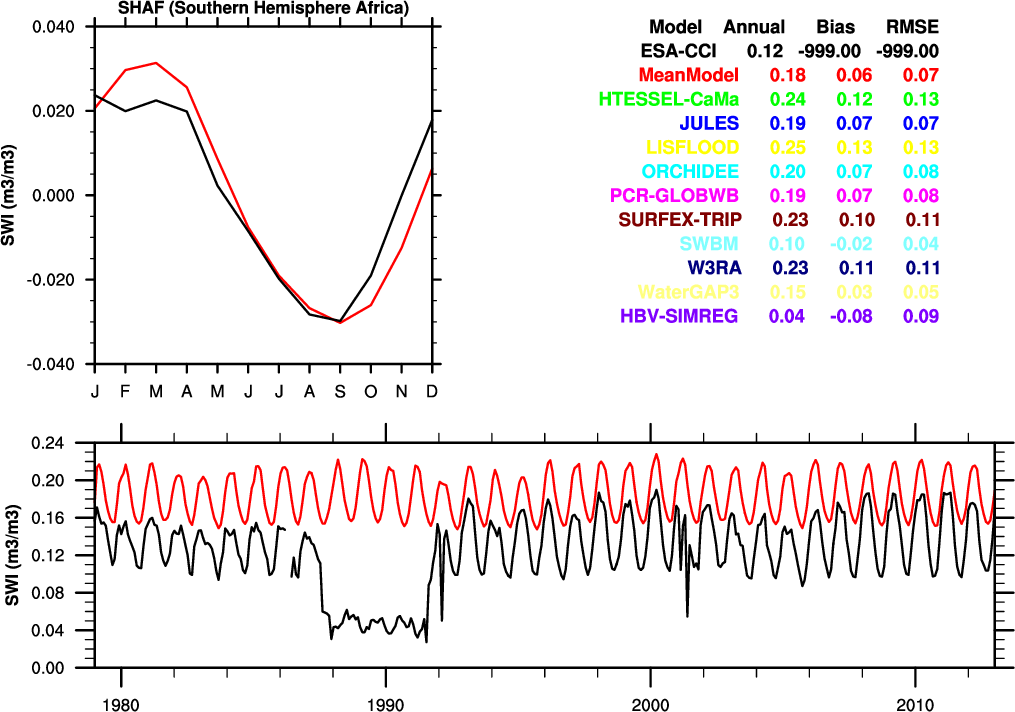 SHAF (Southern Hemisphere Africa)
0.040
0.020
0.000
-0.020
-0.040
SWI (m3/m3)
J F M A M J J A S O N D
Model Annual Bias RMSE
ESA-CCI 0.12 -999.00 -999.00
MeanModel 0.18 0.06 0.07
HTESSEL-CaMa 0.24 0.12 0.13
JULES 0.19 0.07 0.07
LISFLOOD 0.25 0.13 0.13
ORCHIDEE 0.20 0.07 0.08
PCR-GLOBWB 0.19 0.07 0.08
SURFEX-TRIP 0.23 0.10 0.11
SWBM 0.10 -0.02 0.04
W3RA 0.23 0.11 0.11
WaterGAP3 0.15 0.03 0.05
HBV-SIMREG 0.04 -0.08 0.09
0.24
0.20
0.16
0.12
0.08
0.04
0.00
SWI (m3/m3)
1980 1990 2000 2010